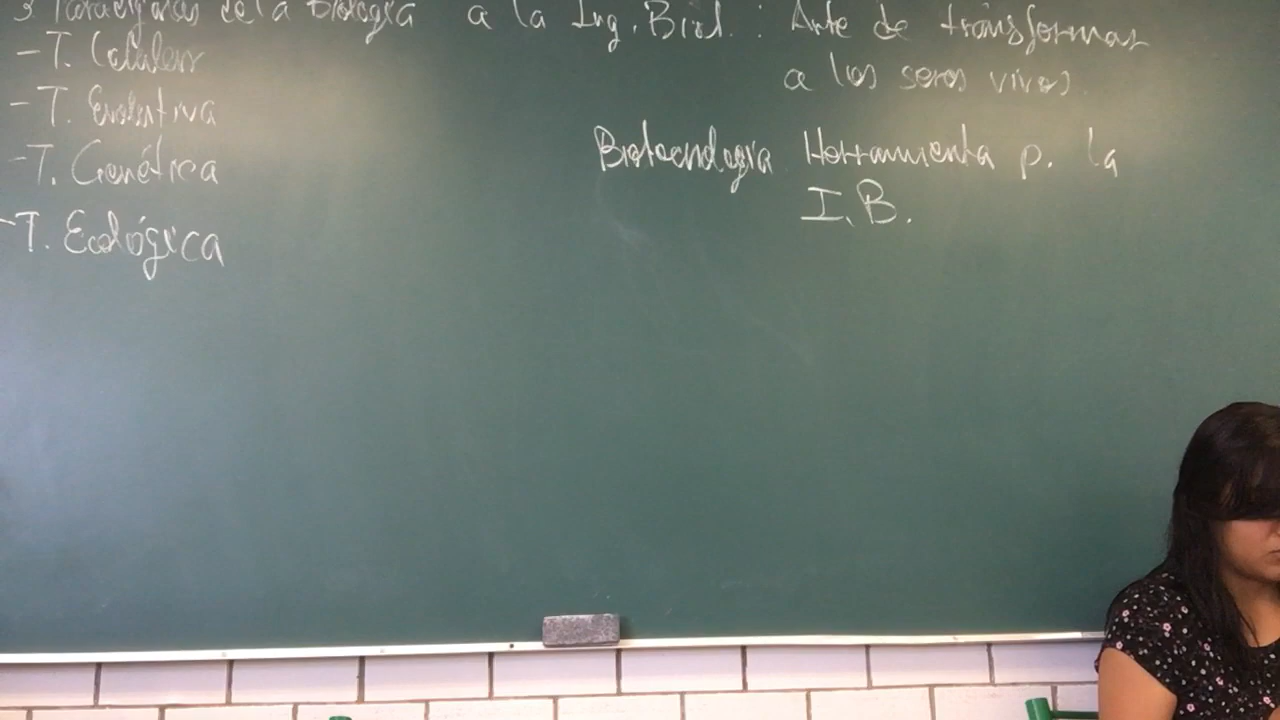 3 Paradigmas de la Biología a la Ing. Biol. : Arte de transformar
a los seres vivos.
- T. Celular
- T. Evolutiva
- T. Genética
- T. Ecológica
Biotecnología Herramienta p. la
I.B.